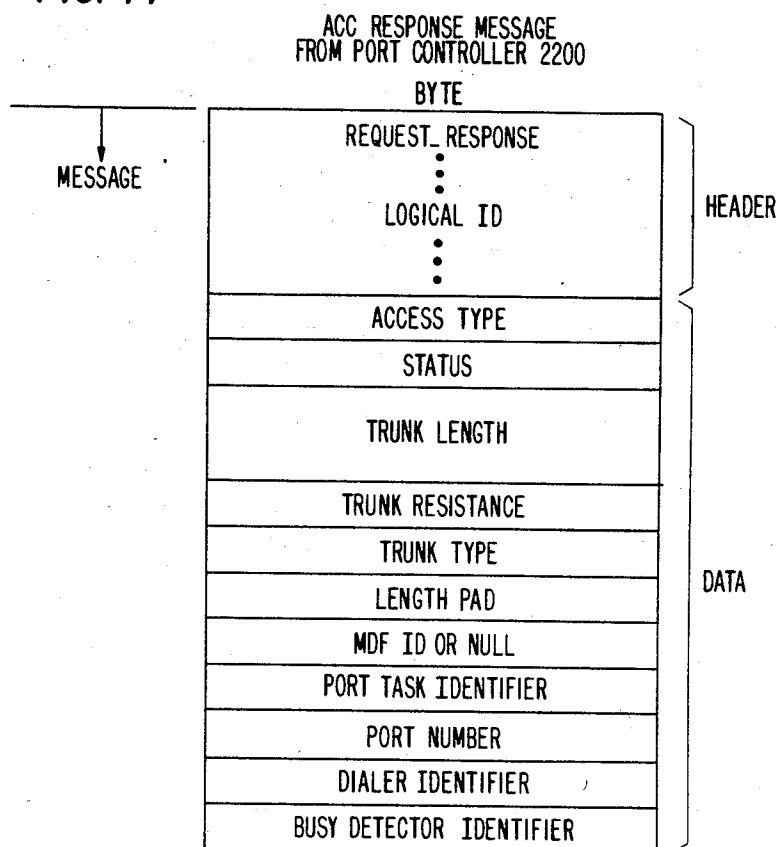 ACC RESPONSE MESSAGE
FROM PORT CONTROLLER 2200
BYTE
MESSAGE
REQUEST_RESPONSE
LOGICAL ID
HEADER
ACCESS TYPE
STATUS
TRUNK LENGTH
TRUNK RESISTANCE
TRUNK TYPE
LENGTH PAD
DATA
MDF ID OR NULL
PORT TASK IDENTIFIER
PORT NUMBER
DIALER IDENTIFIER
BUSY DETECTOR IDENTIFIER